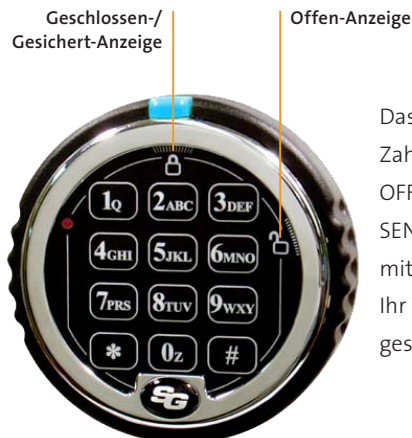 Geschlossen-/
Gesichert-Anzeige
Offen-Anzeige
Das
Zah
OFF
SEN
mit
Ihr
ges
1Q 2ABC 3DEF
4GHI 5JKL 6MNO
7PRS 8TUV 9WXY
* 0Z #
SG